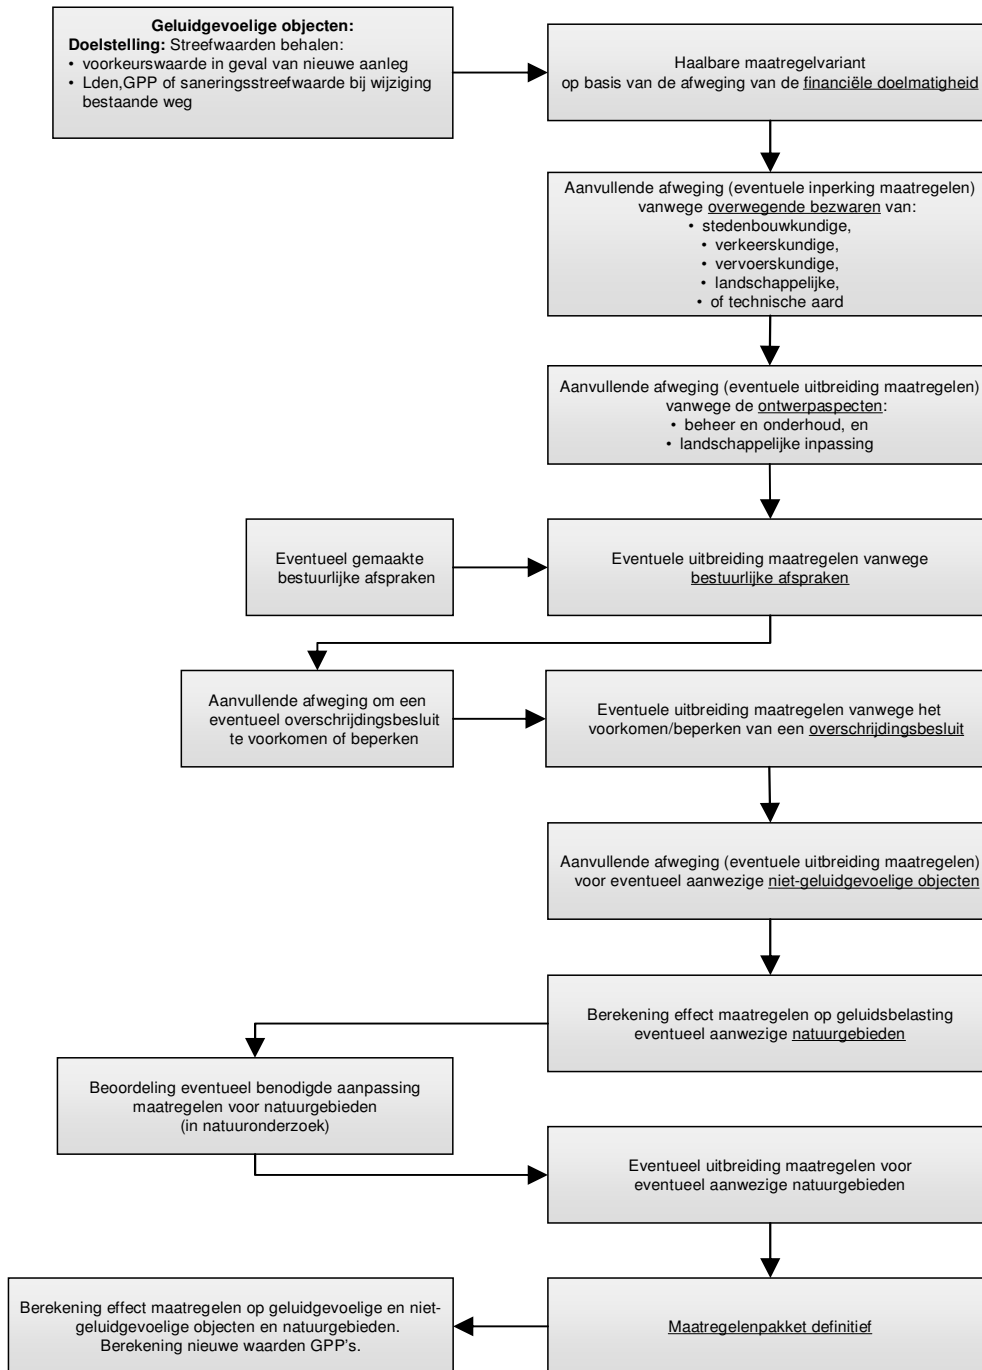 Geluidgevoelige objecten:
Doelstelling: Streefwaarden behalen:
• voorkeurswaarde in geval van nieuwe aanleg
• Lden,GPP of saneringsstreefwaarde bij wijziging
bestaande weg
Haalbare maatregelvariant
op basis van de afweging van de financiële doelmatigheid
Aanvullende afweging (eventuele inperking maatregelen)
vanwege overwegende bezwaren van:
• stedenbouwkundige,
• verkeerskundige,
• vervoerskundige,
• landschappelijke,
• of technische aard
Aanvullende afweging (eventuele uitbreiding maatregelen)
vanwege de ontwerpaspecten:
• beheer en onderhoud, en
• landschappelijke inpassing
Eventueel gemaakte
bestuurlijke afspraken
Eventuele uitbreiding maatregelen vanwege
bestuurlijke afspraken
Aanvullende afweging om een
eventueel overschrijdingsbesluit
te voorkomen of beperken
Eventuele uitbreiding maatregelen vanwege het
voorkomen/beperken van een overschrijdingsbesluit
Aanvullende afweging (eventuele uitbreiding maatregelen)
voor eventueel aanwezige niet-geluidgevoelige objecten
Berekening effect maatregelen op geluidsbelasting
eventueel aanwezige natuurgebieden
Beoordeling eventueel benodigde aanpassing
maatregelen voor natuurgebieden
(in natuuronderzoek)
Eventueel uitbreiding maatregelen voor
eventueel aanwezige natuurgebieden
Maatregelenpakket definitief
Berekening effect maatregelen op geluidgevoelige en niet-
geluidgevoelige objecten en natuurgebieden.
Berekening nieuwe waarden GPP's.